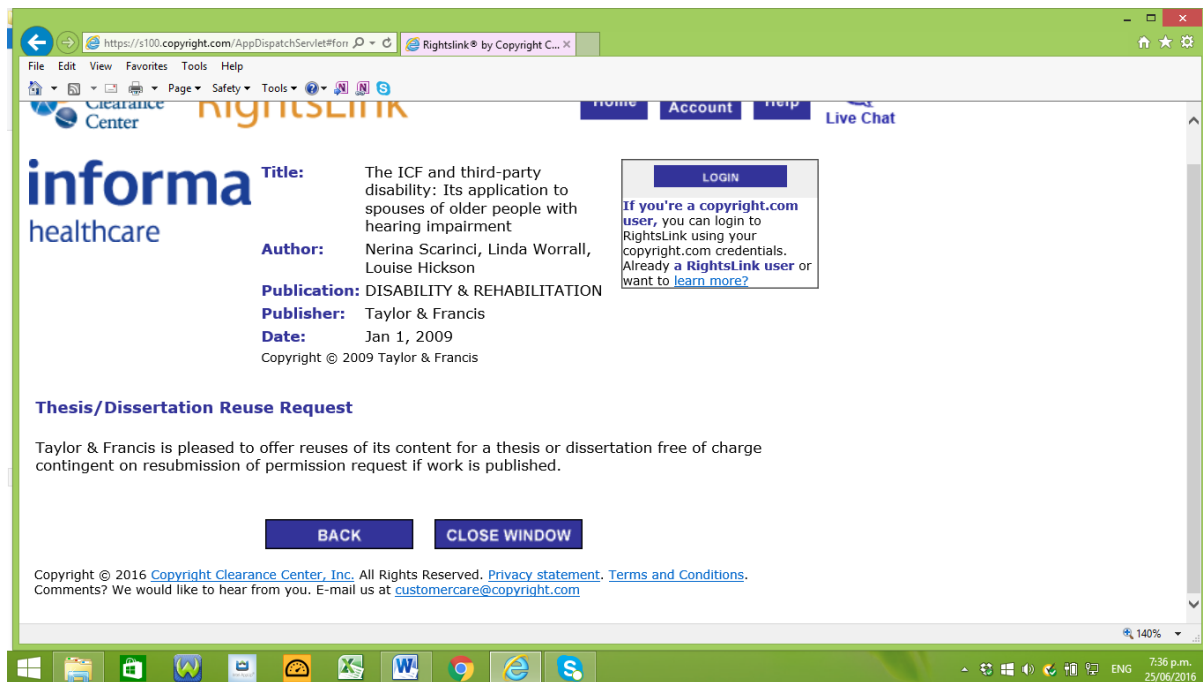 https://s100.copyright.com/AppDispatchServlet#forr
Rightslink® by Copyright C...
File Edit View Favorites Tools Help
Page Safety Tools
Clearance
Center
RightsLink
Home
Account
Help
Live Chat
informa
healthcare
Title: The ICF and third-party
disability: Its application to
spouses of older people with
hearing impairment
Author: Nerina Scarinci, Linda Worrall,
Louise Hickson
Publication: DISABILITY & REHABILITATION
Publisher: Taylor & Francis
Date: Jan 1, 2009
Copyright © 2009 Taylor & Francis
LOGIN
If you're a copyright.com
user, you can login to
RightsLink using your
copyright.com credentials.
Already a RightsLink user or
want to learn more?
Thesis/Dissertation Reuse Request
Taylor & Francis is pleased to offer reuses of its content for a thesis or dissertation free of charge
contingent on resubmission of permission request if work is published.
BACK
CLOSE WINDOW
Copyright © 2016 Copyright Clearance Center, Inc. All Rights Reserved. Privacy statement. Terms and Conditions.
Comments? We would like to hear from you. E-mail us at customercare@copyright.com
140%
ENG
7:36 p.m.
25/06/2016